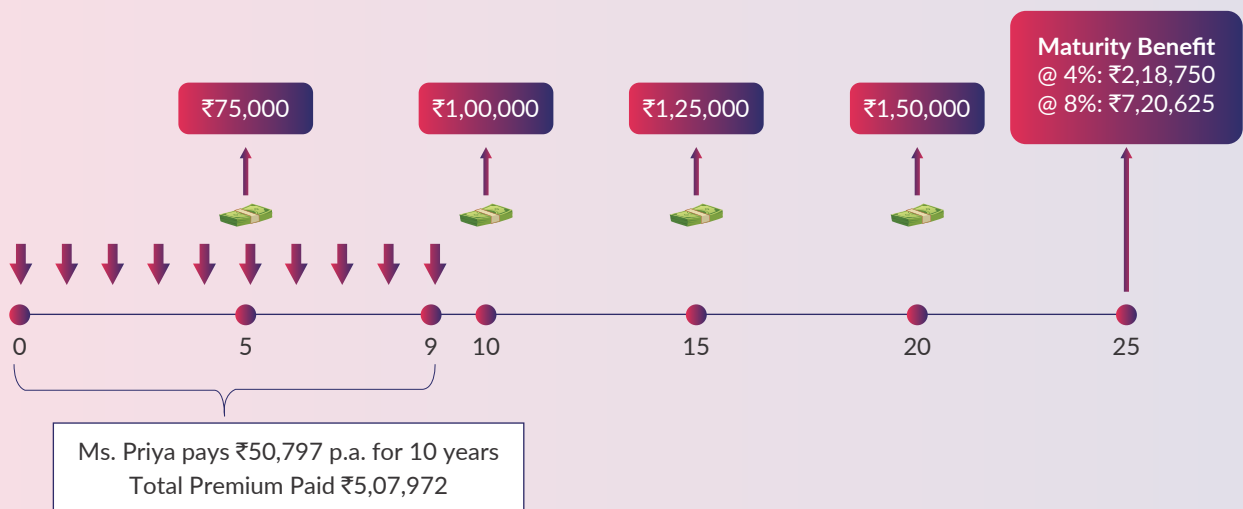 Maturity Benefit
@ 4%: ₹2,18,750
@ 8%: ₹7,20,625
₹75,000
₹1,00,000
₹1,25,000
₹1,50,000
0
5
9
10
15
20
25
Ms. Priya pays ₹50,797 p.a. for 10 years
Total Premium Paid ₹5,07,972